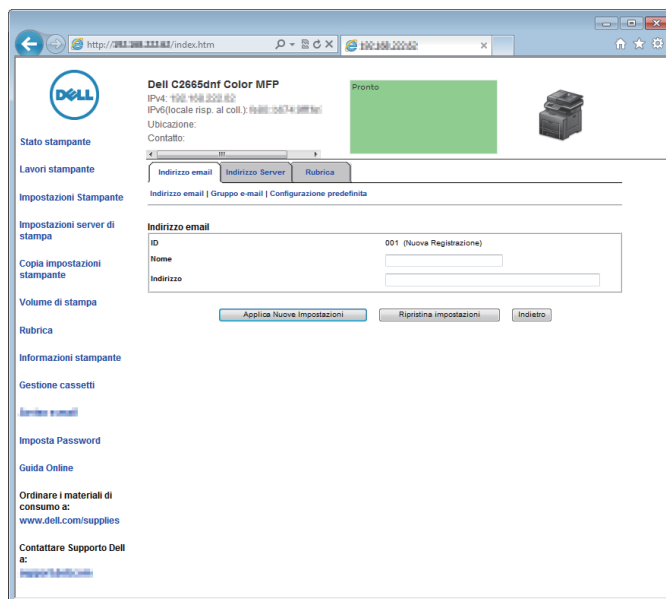 http:// /index.htm
DELL
Dell C2665dnf Color MFP
IPv4:
IPv6(locale risp. al coll.):
Ubicazione:
Contatto:
Pronto
Stato stampante
Lavori stampante
Impostazioni Stampante
Impostazioni server di
stampa
Copia impostazioni
stampante
Volume di stampa
Rubrica
Informazioni stampante
Gestione cassetti
Imposta Password
Guida Online
Ordinare i materiali di
consumo a:
www.dell.com/supplies
Contattare Supporto Dell
a:
Indirizzo email Indirizzo Server Rubrica
Indirizzo email | Gruppo e-mail | Configurazione predefinita
Indirizzo email
ID 001 (Nuova Registrazione)
Nome
Indirizzo
Applica Nuove Impostazioni Ripristina impostazioni Indietro